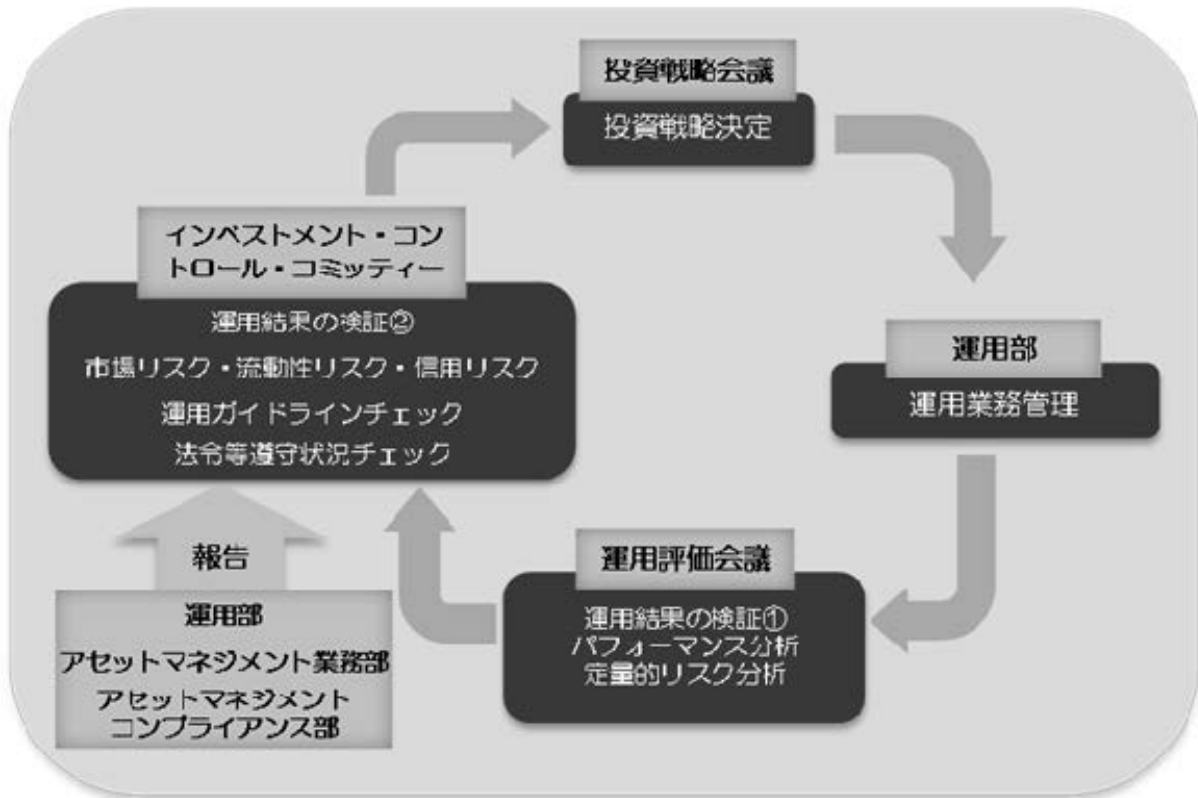 投資戦略会議
投資戦略決定
インベストメント・コン
トロール・コミッティー
運用結果の検証②
市場リスク・流動性リスク・信用リスク
運用ガイドラインチェック
法令等遵守状況チェック
運用部
運用業務管理
運用評価会議
運用結果の検証①
パフォーマンス分析
定量的リスク分析
報告
運用部
アセットマネジメント業務部
アセットマネジメント
コンプライアンス部